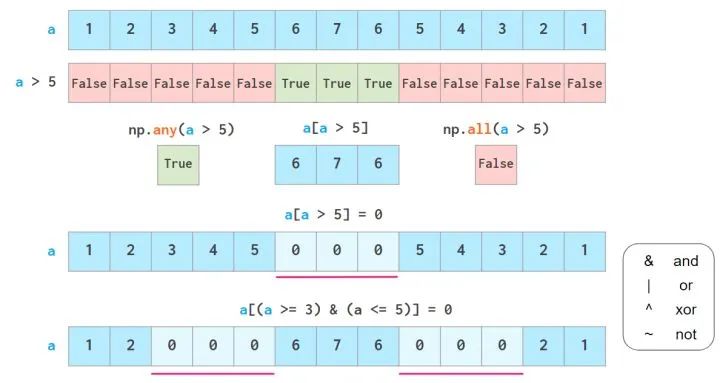 a 1 2 3 4 5 6 7 6 5 4 3 2 1
a > 5 False False False False False True True True False False False False False
np.any(a > 5) a[a > 5] np.all(a > 5)
True 6 7 6 False
a[a > 5] = 0
a 1 2 3 4 5 0 0 0 5 4 3 2 1
a[(a >= 3) & (a <= 5)] = 0
a 1 2 0 0 0 6 7 6 0 0 0 2 1
& and
| or
^ xor
~ not